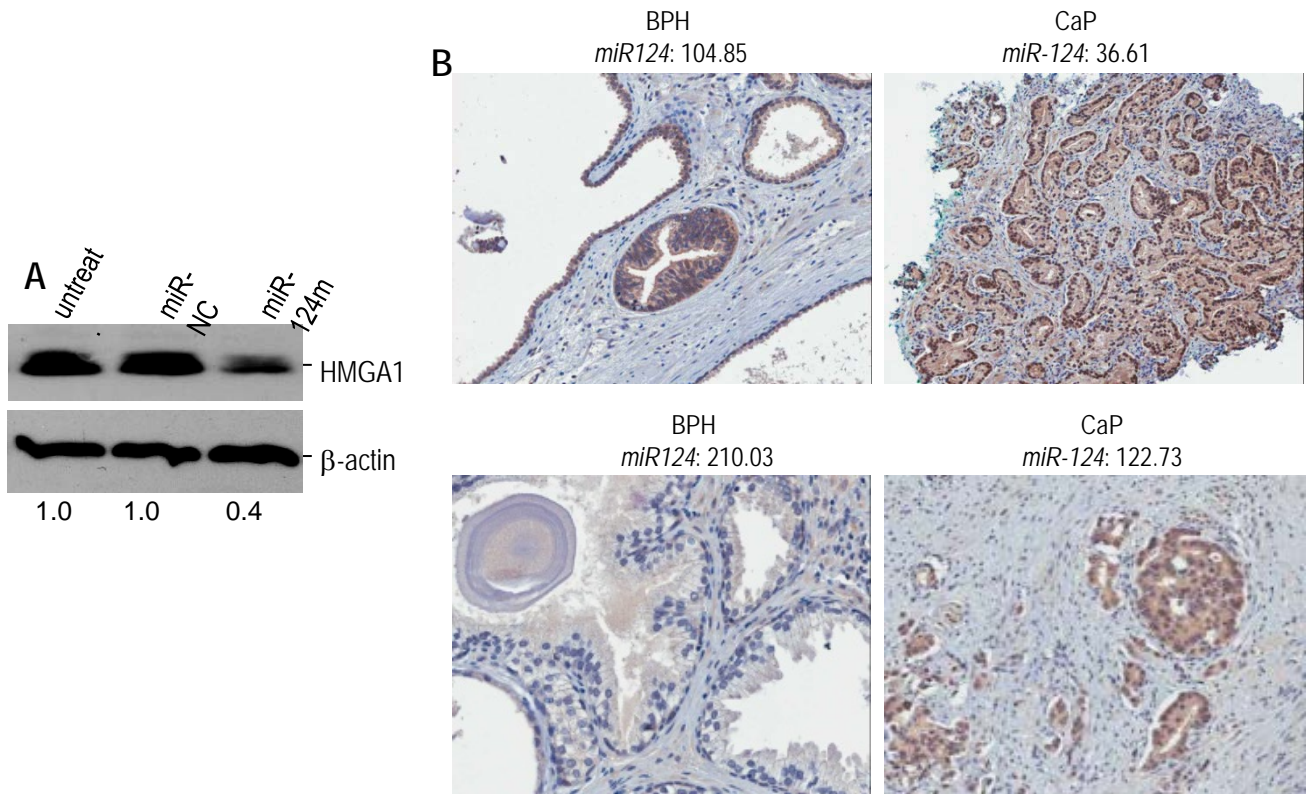 A
untreat
miR-
NC
miR-
124m
HMGA1
β-actin
1.0 1.0 0.4
B
BPH
miR124: 104.85
CaP
miR-124: 36.61
BPH
miR124: 210.03
CaP
miR-124: 122.73